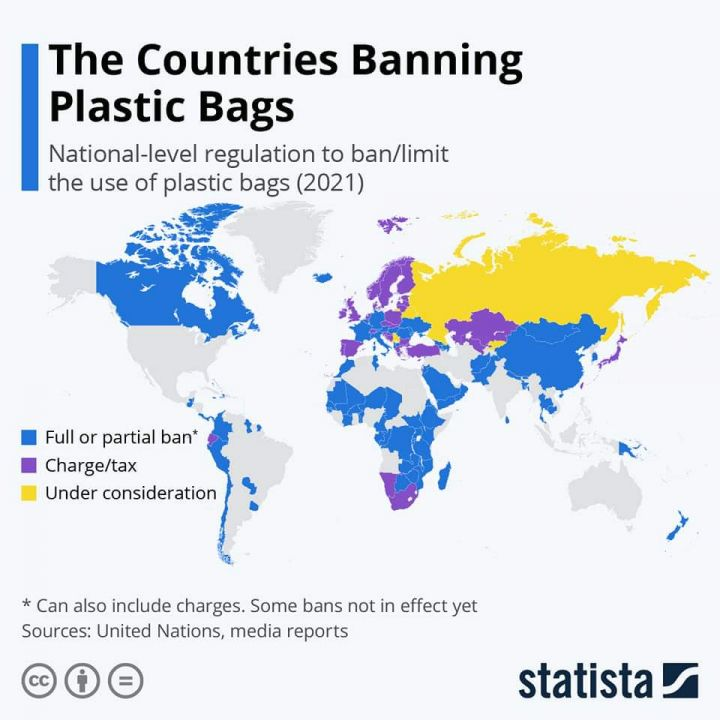 The Countries Banning
Plastic Bags
National-level regulation to ban/limit
the use of plastic bags (2021)
Full or partial ban*
Charge/tax
Under consideration
* Can also include charges. Some bans not in effect yet
Sources: United Nations, media reports
cc
statista